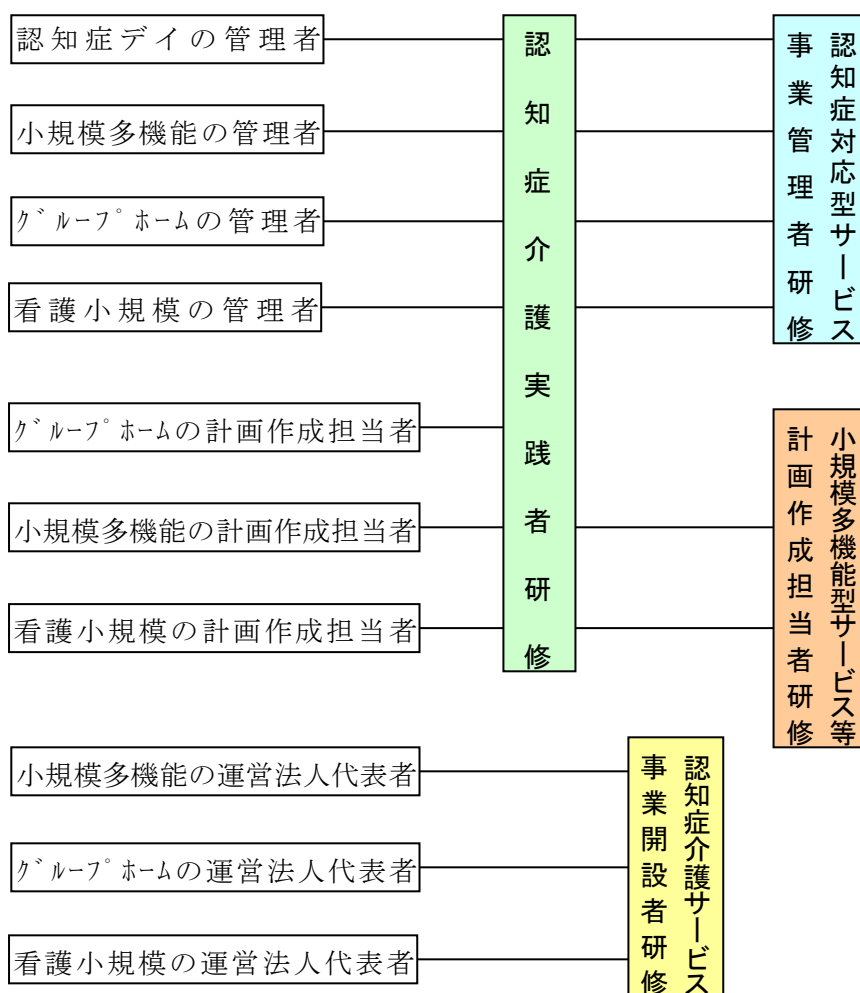 認知症デイの管理者
小規模多機能の管理者
グループホームの管理者
看護小規模の管理者
グループホームの計画作成担当者
小規模多機能の計画作成担当者
看護小規模の計画作成担当者
小規模多機能の運営法人代表者
グループホームの運営法人代表者
看護小規模の運営法人代表者
認知症介護実践者研修
認知症対応型サービス
事業管理者研修
小規模多機能型サービス等
計画作成担当者研修
認知症介護サービス
事業開設者研修